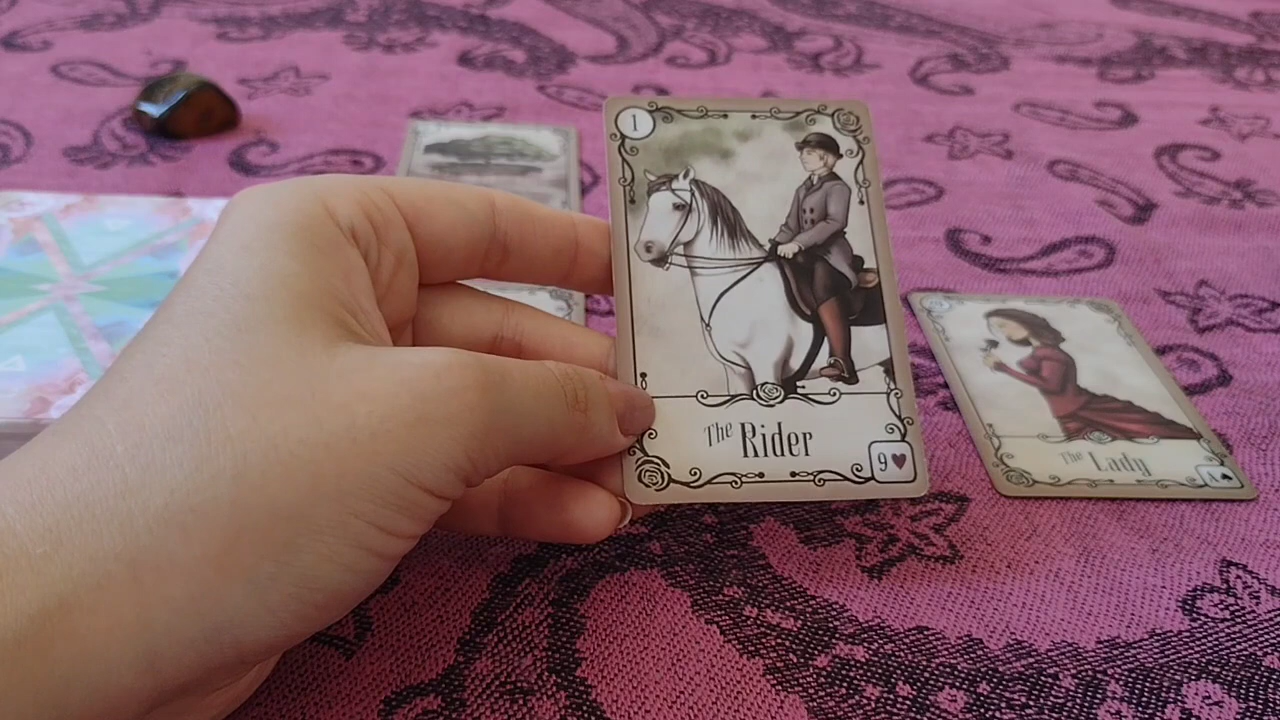 1
The Rider
9♥
The Lady
A♠